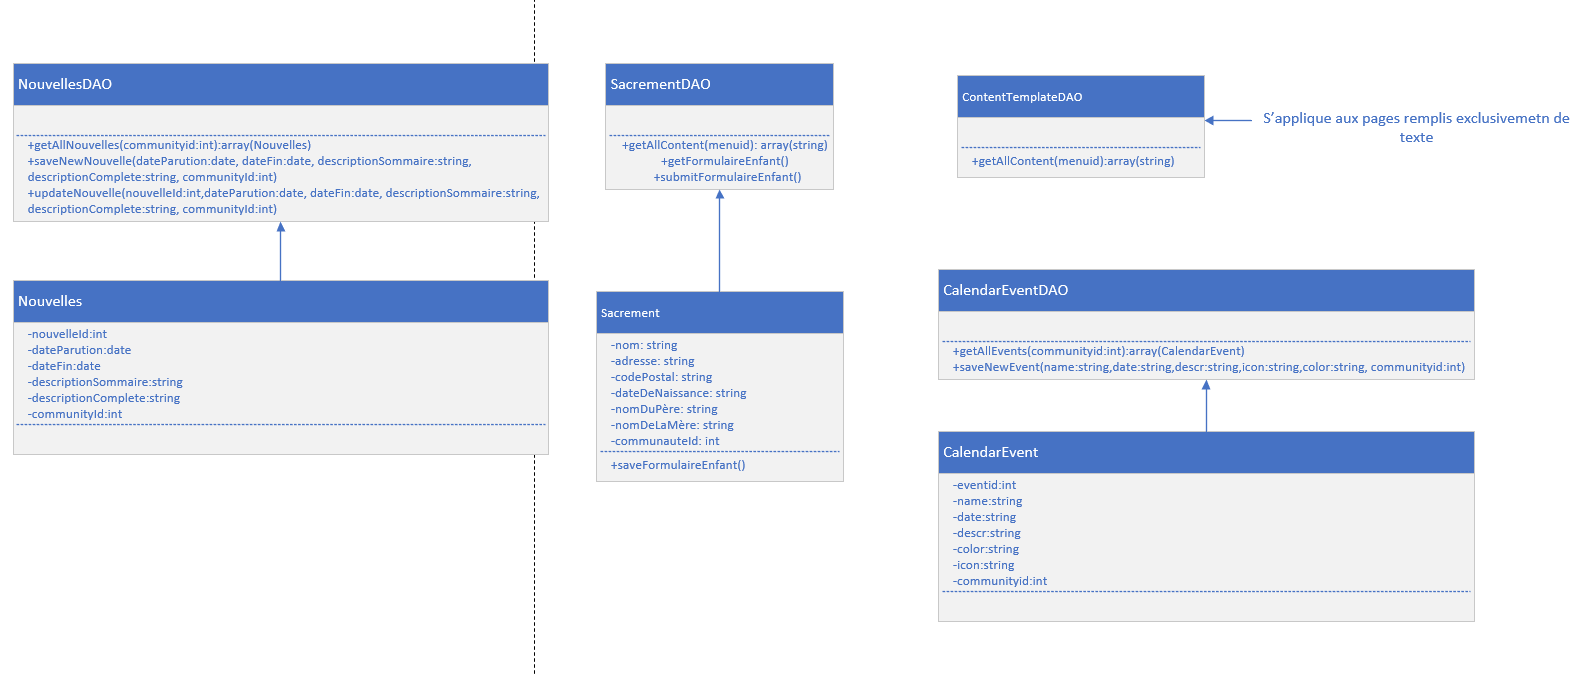 NouvellesDAO
+getAllNouvelles(communityid:int):array(Nouvelles)
+saveNewNouvelle(dateParution:date, dateFin:date, descriptionSommaire:string,
descriptionComplete:string, communityId:int)
+updateNouvelle(nouvelleId:int,dateParution:date, dateFin:date, descriptionSommaire:string,
descriptionComplete:string, communityId:int)
Nouvelles
-nouvelleId:int
-dateParution:date
-dateFin:date
-descriptionSommaire:string
-descriptionComplete:string
-communityId:int
SacrementDAO
+getAllContent(menuid): array(string)
+getFormulaireEnfant()
+submitFormulaireEnfant()
Sacrement
-nom: string
-adresse: string
-codePostal: string
-dateDeNaissance: string
-nomDuPère: string
-nomDeLaMère: string
-communauteId: int
+saveFormulaireEnfant()
ContentTemplateDAO
+getAllContent(menuid):array(string)
S'applique aux pages remplis exclusivemetn de
texte
CalendarEventDAO
+getAllEvents(communityid:int):array(CalendarEvent)
+saveNewEvent(name:string,date:string,descr:string,icon:string,color:string, communityid:int)
CalendarEvent
-eventid:int
-name:string
-date:string
-descr:string
-color:string
-icon:string
-communityid:int